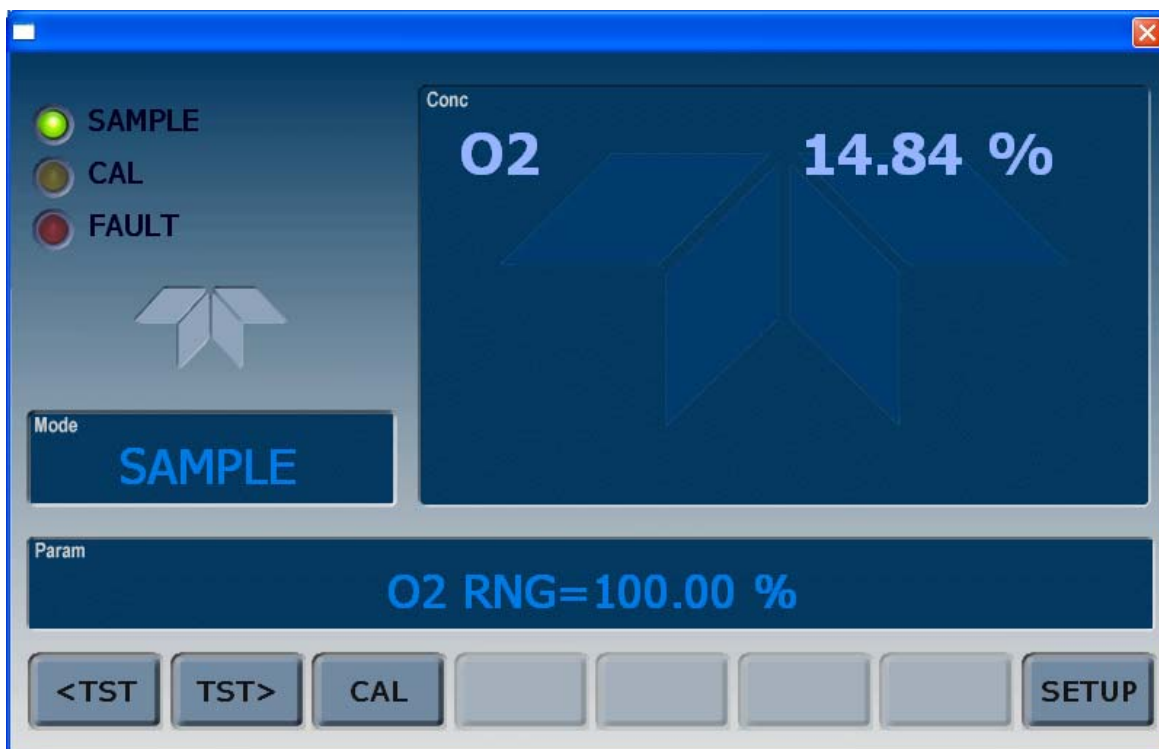 SAMPLE
CAL
FAULT
Conc
O2 14.84 %
Mode
SAMPLE
Param
O2 RNG=100.00 %
<TST TST> CAL SETUP